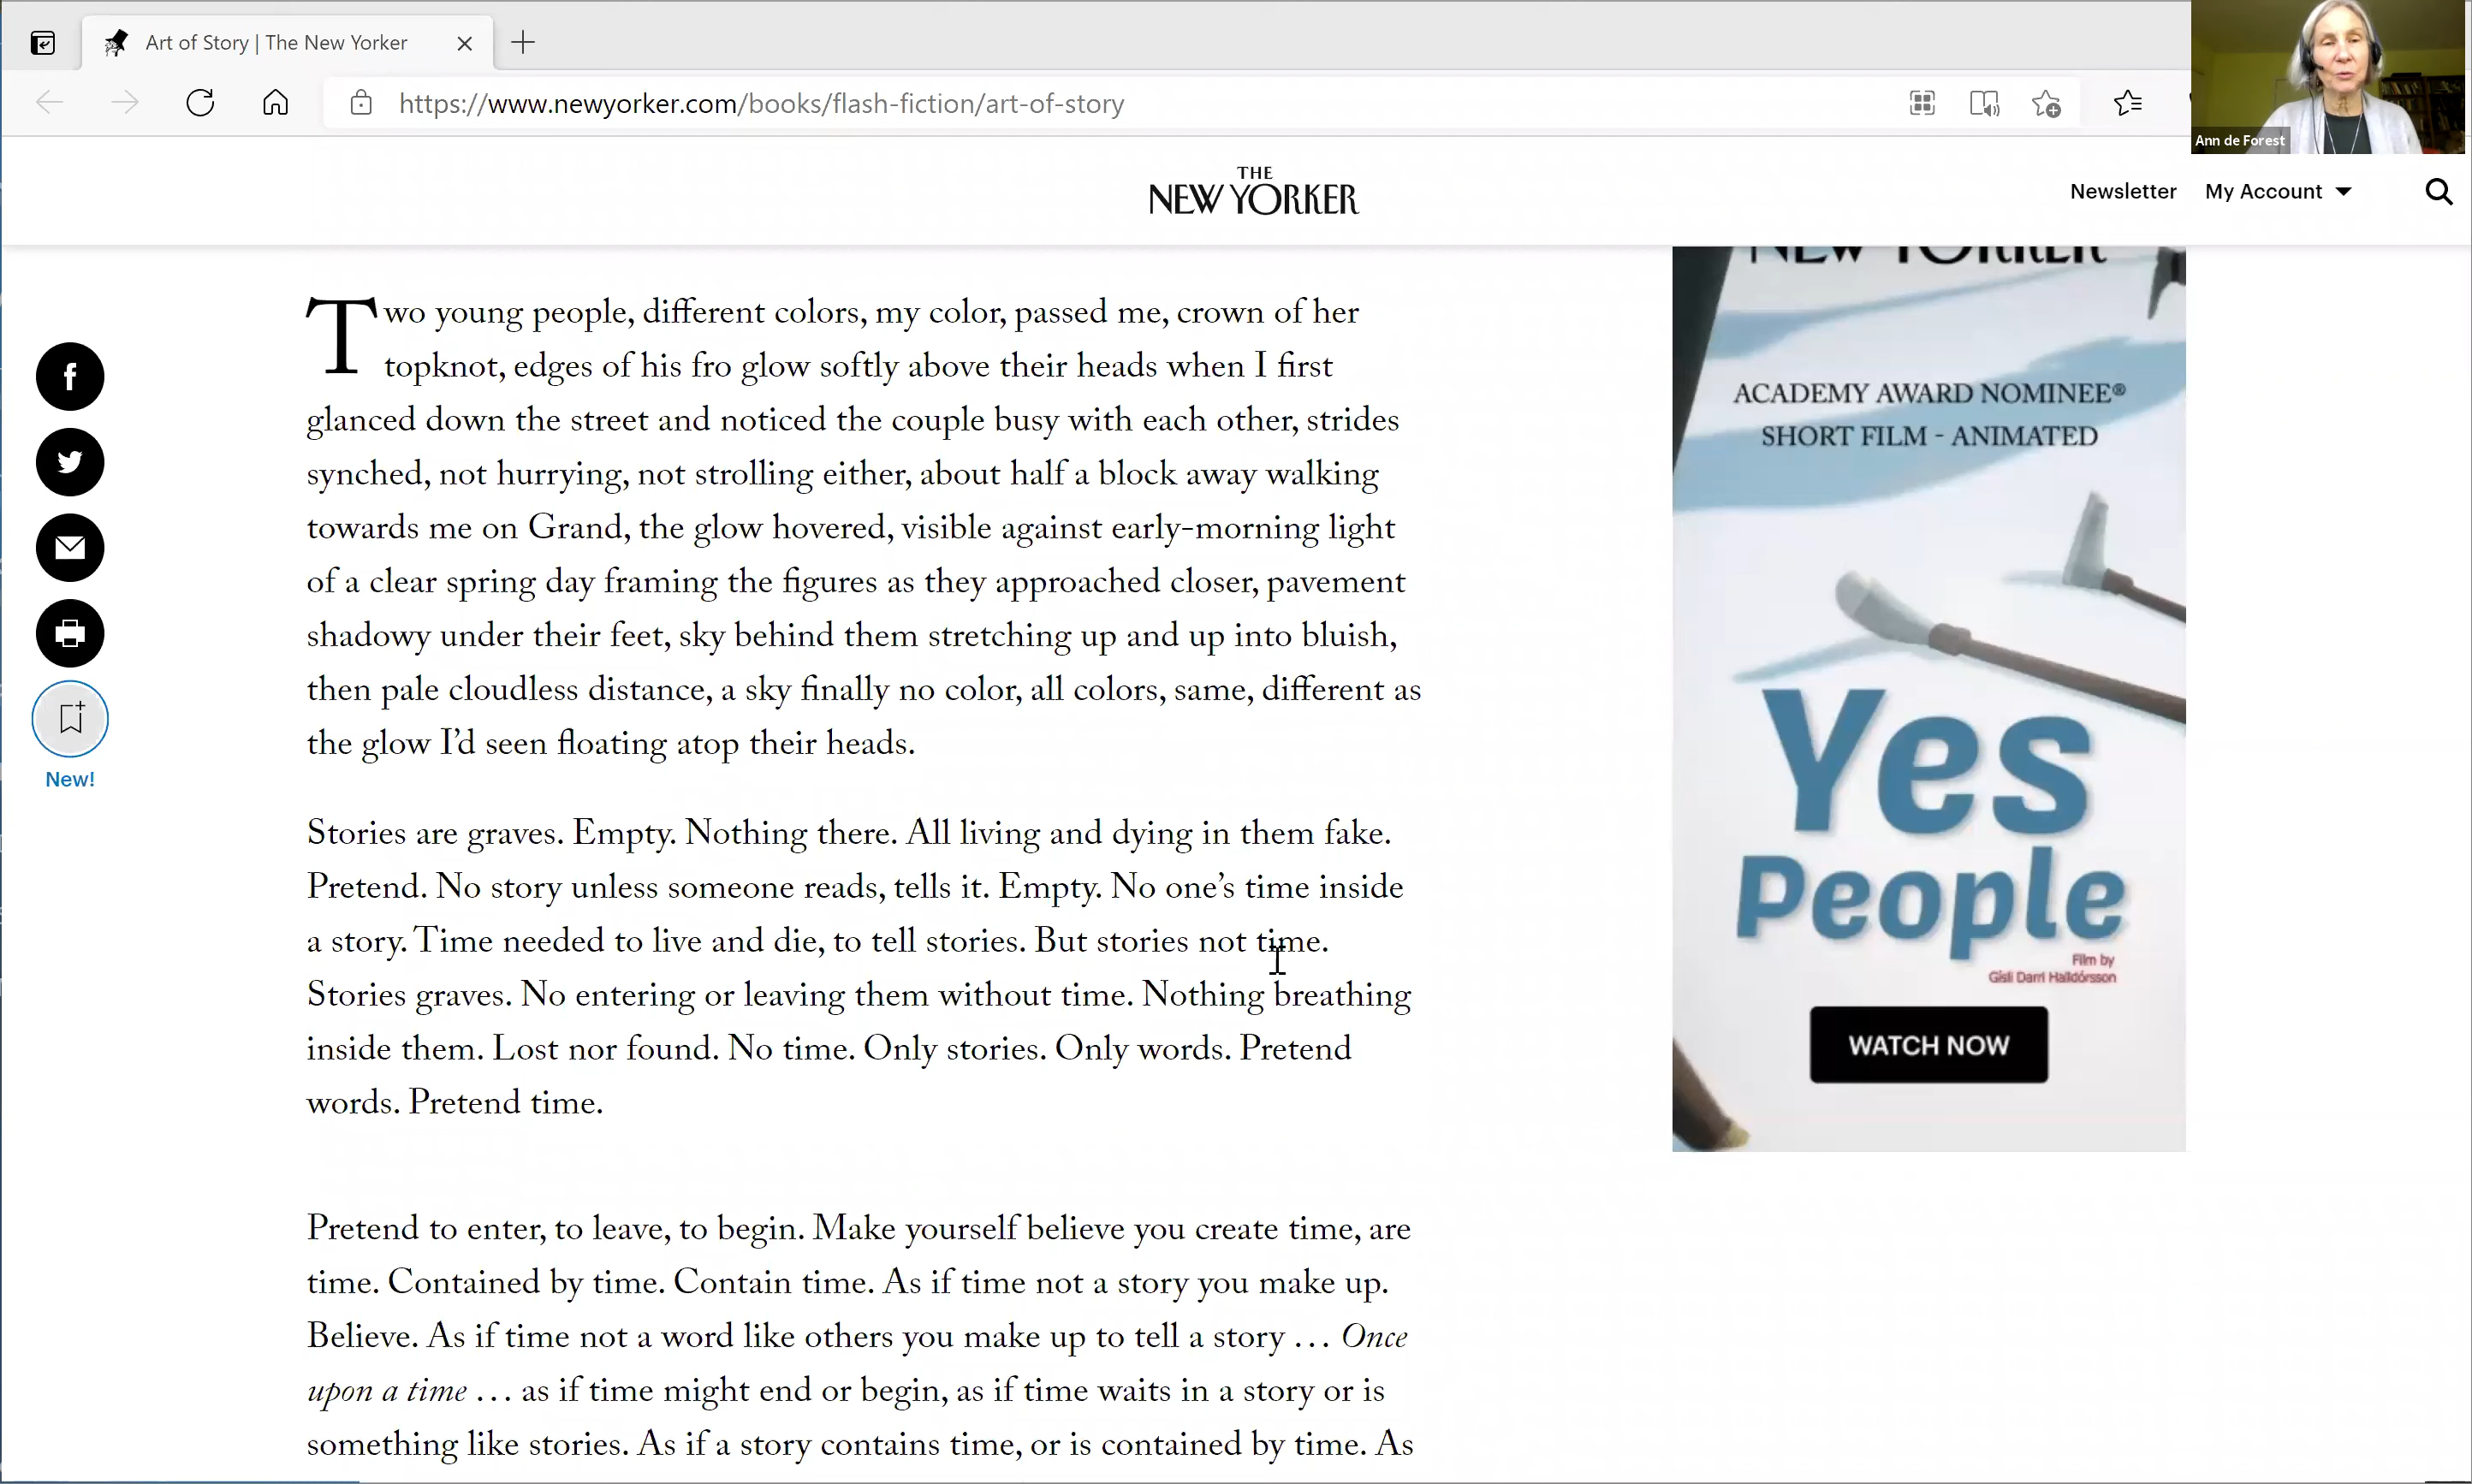 Art of Story | The New Yorker
https://www.newyorker.com/books/flash-fiction/art-of-story
Ann de Forest
THE
NEW YORKER
Newsletter
My Account
NEW YORKER
Two young people, different colors, my color, passed me, crown of her
topknot, edges of his fro glow softly above their heads when I first
glanced down the street and noticed the couple busy with each other, strides
synched, not hurrying, not strolling either, about half a block away walking
towards me on Grand, the glow hovered, visible against early-morning light
of a clear spring day framing the figures as they approached closer, pavement
shadowy under their feet, sky behind them stretching up and up into bluish,
then pale cloudless distance, a sky finally no color, all colors, same, different as
the glow I'd seen floating atop their heads.
New!
Stories are graves. Empty. Nothing there. All living and dying in them fake.
Pretend. No story unless someone reads, tells it. Empty. No one's time inside
a story. Time needed to live and die, to tell stories. But stories not time.
Stories graves. No entering or leaving them without time. Nothing breathing
inside them. Lost nor found. No time. Only stories. Only words. Pretend
words. Pretend time.
Pretend to enter, to leave, to begin. Make yourself believe you create time, are
time. Contained by time. Contain time. As if time not a story you make up.
Believe. As if time not a word like others you make up to tell a story … Once
upon a time … as if time might end or begin, as if time waits in a story or is
something like stories. As if a story contains time, or is contained by time. As
ACADEMY AWARD NOMINEE®
SHORT FILM - ANIMATED
Yes
People
Film by
Gísli Darri Halldórsson
WATCH NOW